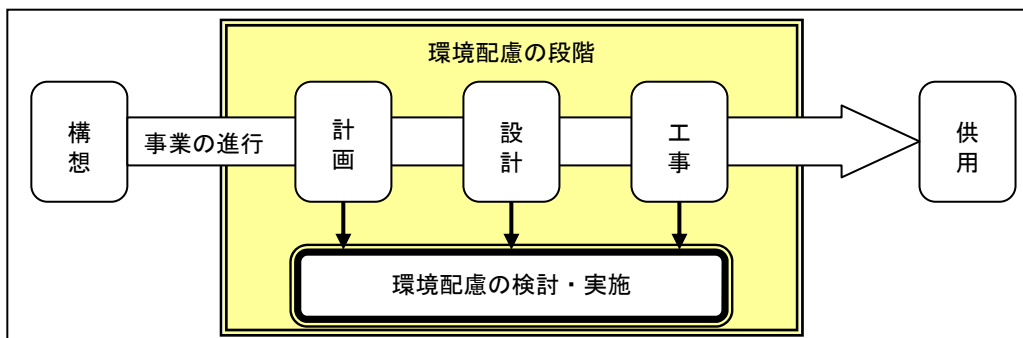 環境配慮の段階
構想
事業の進行
計画
設計
工事
供用
環境配慮の検討・実施